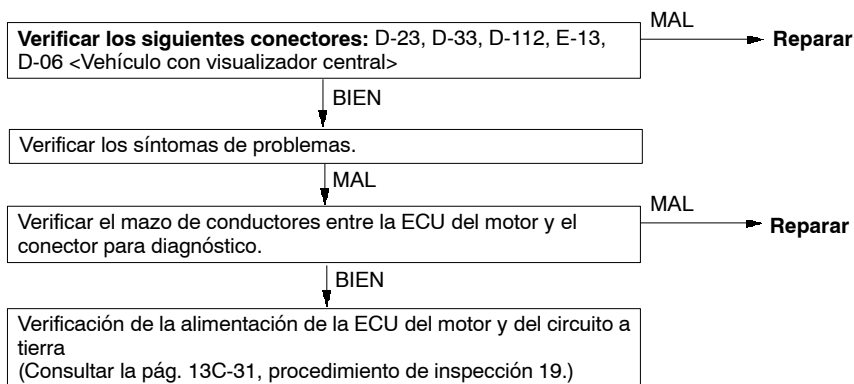 MAL
Verificar los siguientes conectores: D-23, D-33, D-112, E-13,
D-06 <Vehículo con visualizador central>
Reparar
BIEN
Verificar los síntomas de problemas.
MAL
MAL
Verificar el mazo de conductores entre la ECU del motor y el
conector para diagnóstico.
Reparar
BIEN
Verificación de la alimentación de la ECU del motor y del circuito a
tierra
(Consultar la pág. 13C-31, procedimiento de inspección 19.)